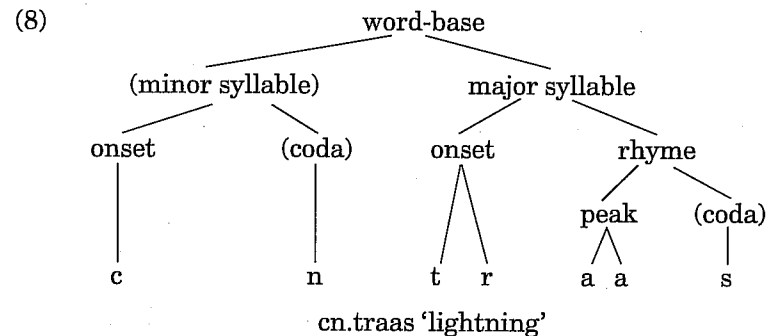 (8) word-base
(minor syllable) major syllable
onset (coda) onset rhyme
peak (coda)
c n t r a a s
cn.traas ‘lightning’